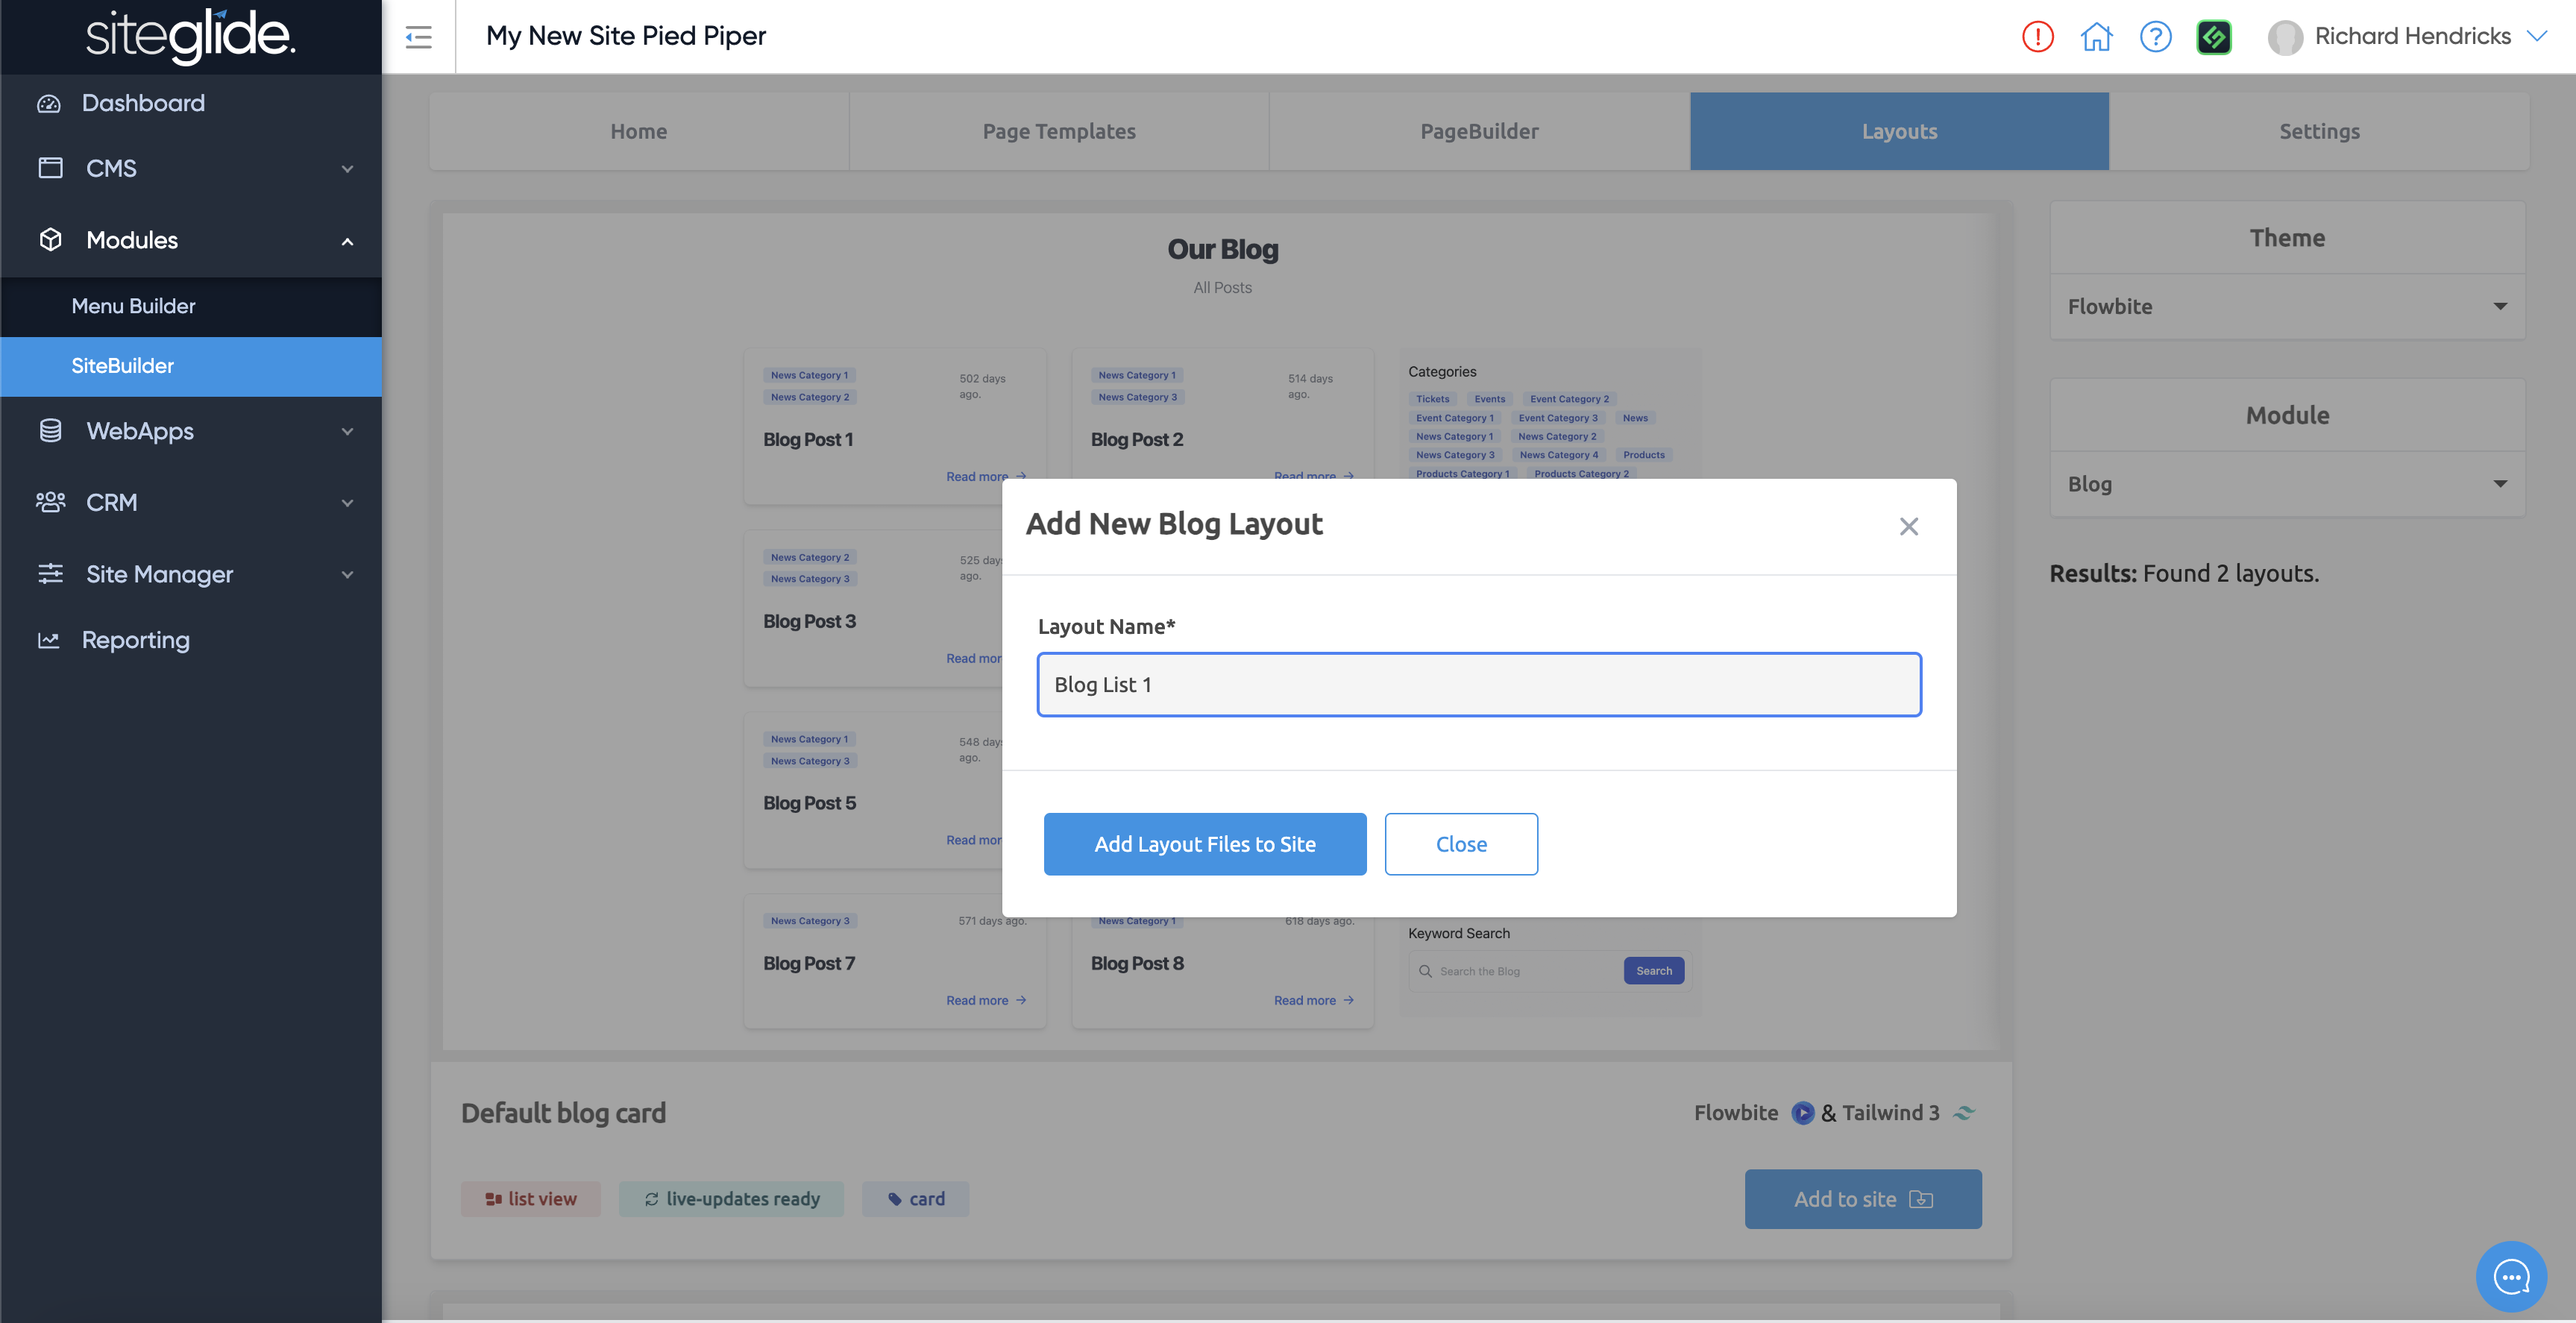 siteglide.
My New Site Pied Piper
Richard Hendricks
Dashboard
CMS
Modules
Menu Builder
SiteBuilder
WebApps
CRM
Site Manager
Reporting
Home
Page Templates
PageBuilder
Layouts
Settings
Our Blog
All Posts
News Category 1
News Category 2
502 days
ago.
Blog Post 1
Read more →
News Category 1
News Category 3
514 days
ago.
Blog Post 2
Read more →
Categories
Tickets Events Event Category 2
Event Category 1 Event Category 3 News
News Category 1 News Category 2
News Category 3 News Category 4 Products
Products Category 1 Products Category 2
News Category 2
News Category 3
525 days
ago.
Blog Post 3
Read mor
News Category 1
News Category 3
548 days
ago.
Blog Post 5
Read mor
News Category 3
571 days ago.
Blog Post 7
Read more →
News Category 1
618 days ago.
Blog Post 8
Read more →
Keyword Search
Search the Blog
Search
Add New Blog Layout
Layout Name*
Blog List 1
Add Layout Files to Site
Close
Default blog card
Flowbite & Tailwind 3
list view
live-updates ready
card
Add to site
Theme
Flowbite
Module
Blog
Results: Found 2 layouts.